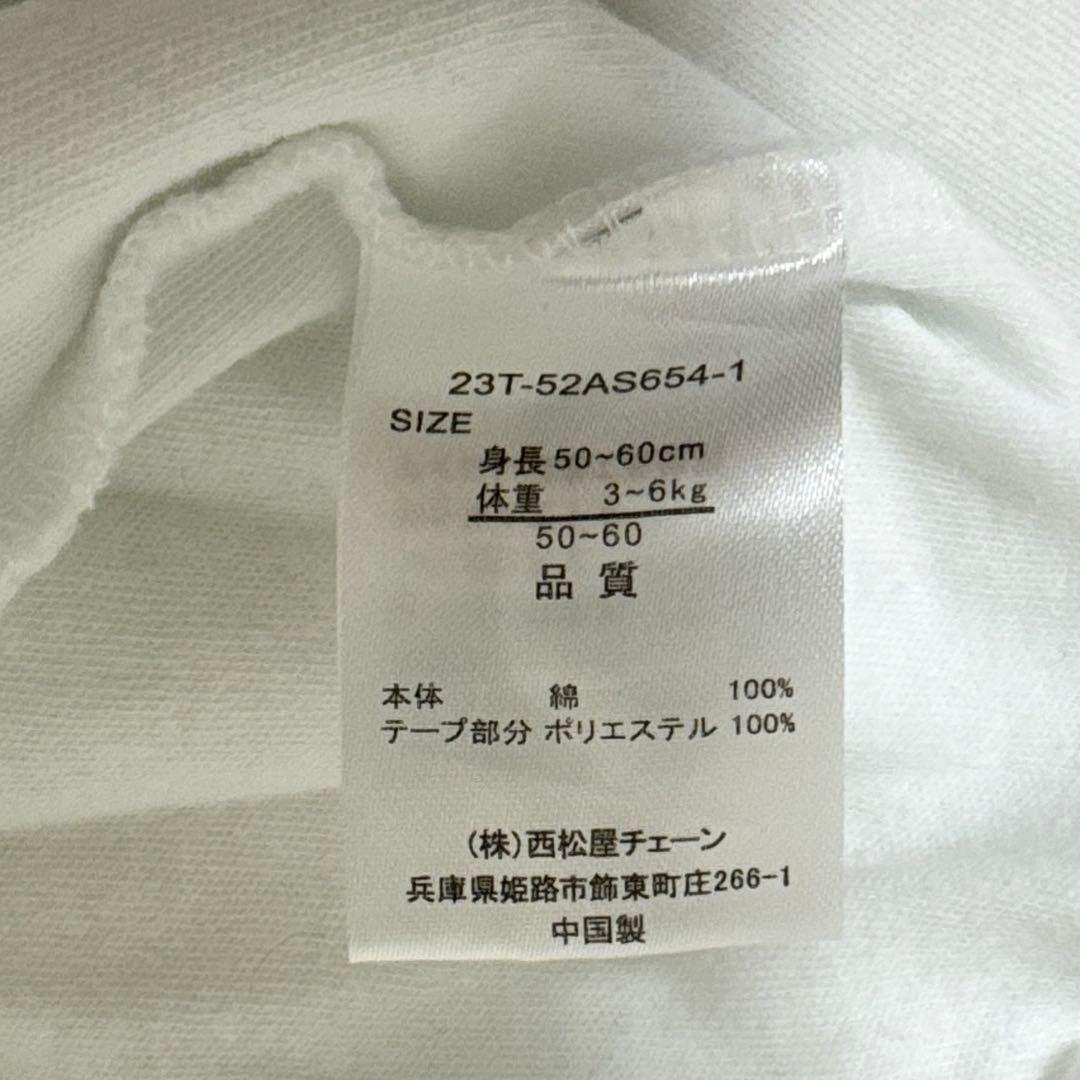 23T-52AS654-1
SIZE
身長50~60cm
体重 3~6kg
50~60
品質
本体 綿 100%
テープ部分 ポリエステル 100%
(株)西松屋チェーン
兵庫県姫路市飾東町庄266-1
中国製